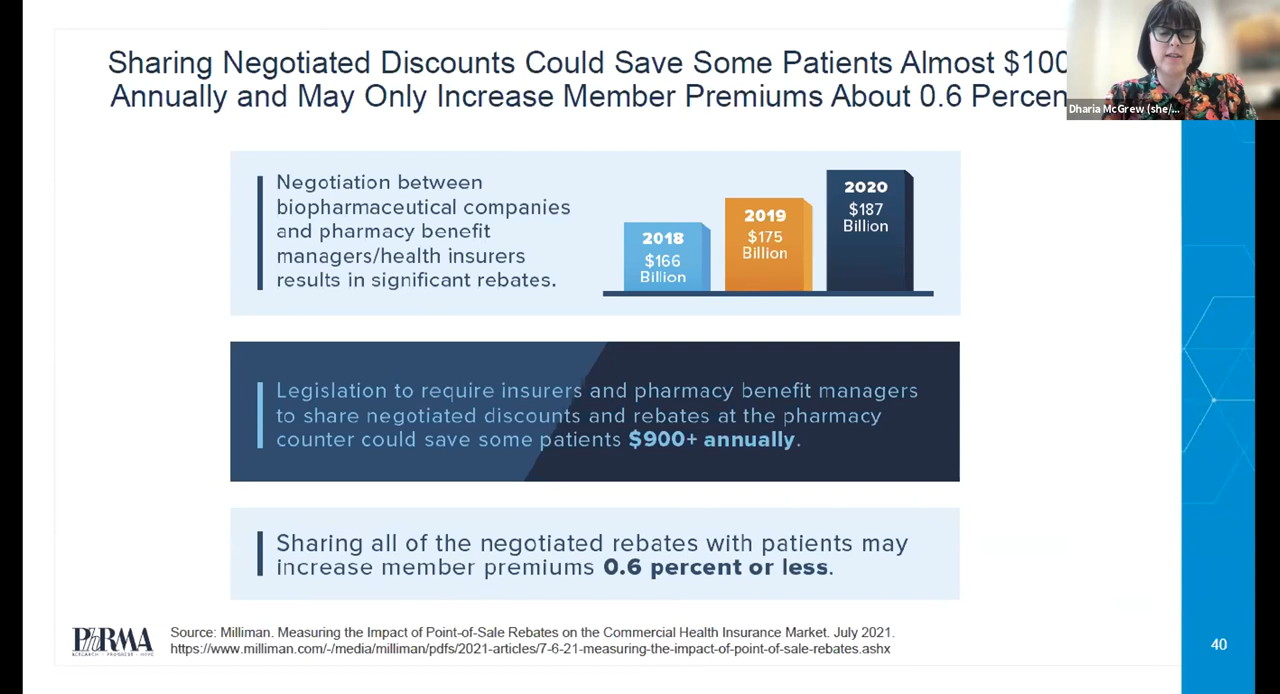 Sharing Negotiated Discounts Could Save Some Patients Almost $100
Annually and May Only Increase Member Premiums About 0.6 Percen
Dharia McGrew (she/...
Negotiation between
biopharmaceutical companies
and pharmacy benefit
managers/health insurers
results in significant rebates.
2018
$166
Billion
2019
$175
Billion
2020
$187
Billion
Legislation to require insurers and pharmacy benefit managers
to share negotiated discounts and rebates at the pharmacy
counter could save some patients $900+ annually.
Sharing all of the negotiated rebates with patients may
increase member premiums 0.6 percent or less.
PhRMA
RESEARCH • PROGRESS • HOPE
Source: Milliman. Measuring the Impact of Point-of-Sale Rebates on the Commercial Health Insurance Market. July 2021.
https://www.milliman.com/-/media/milliman/pdfs/2021-articles/7-6-21-measuring-the-impact-of-point-of-sale-rebates.ashx
40